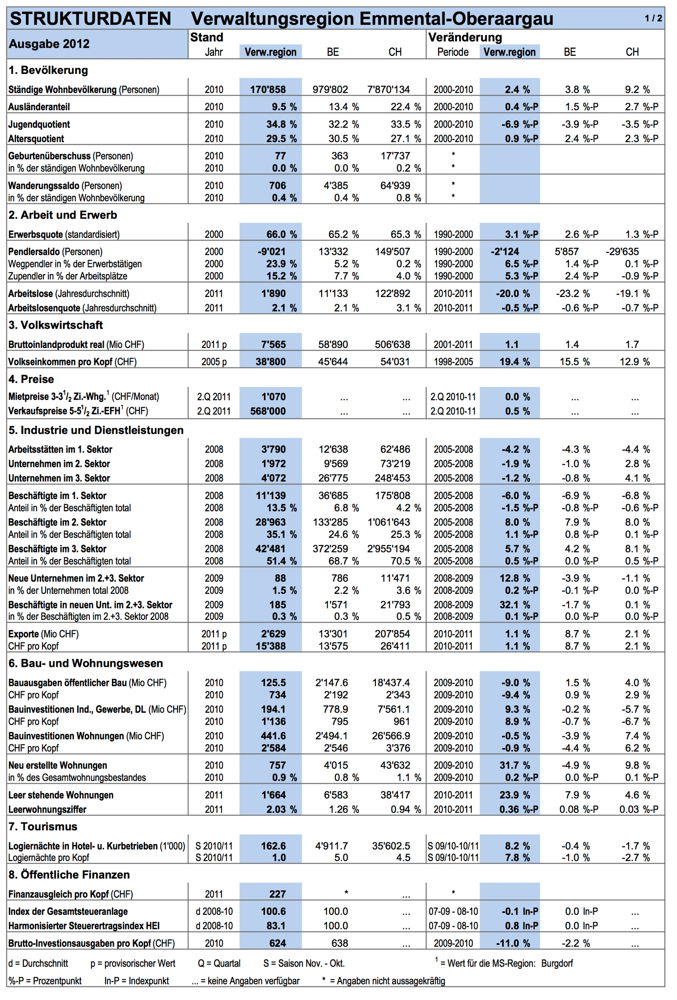 STRUKTURDATEN Verwaltungsregion Emmental-Oberaargau 1 / 2
Ausgabe 2012 Stand Veränderung
Jahr Verw.region BE CH Periode Verw.region BE CH
1. Bevölkerung
Ständige Wohnbevölkerung (Personen) 2010 170'858 979'802 7'870'134 2000-2010 2.4 % 3.8 % 9.2 %
Ausländeranteil 2010 9.5 % 13.4 % 22.4 % 2000-2010 0.4 %-P 1.5 %-P 2.7 %-P
Jugendquotient 2010 34.8 % 32.2 % 33.5 % 2000-2010 -6.9 %-P -3.9 %-P -3.5 %-P
Altersquotient 2010 29.5 % 30.5 % 27.1 % 2000-2010 0.9 %-P 2.4 %-P 2.3 %-P
Geburtenüberschuss (Personen) 2010 77 363 17'737 *
in % der ständigen Wohnbevölkerung 2010 0.0 % 0.0 % 0.2 % *
Wanderungssaldo (Personen) 2010 706 4'385 64'939 *
in % der ständigen Wohnbevölkerung 2010 0.4 % 0.4 % 0.8 % *
2. Arbeit und Erwerb
Erwerbsquote (standardisiert) 2000 66.0 % 65.2 % 65.3 % 1990-2000 3.1 %-P 2.6 %-P 1.3 %-P
Pendlersaldo (Personen) 2000 -9'021 13'332 149'507 1990-2000 -2'124 5'857 -29'635
Wegpendler in % der Erwerbstätigen 2000 23.9 % 5.2 % 0.2 % 1990-2000 6.5 %-P 1.4 %-P 0.1 %-P
Zupendler in % der Arbeitsplätze 2000 15.2 % 7.7 % 4.0 % 1990-2000 5.3 %-P 2.4 %-P -0.9 %-P
Arbeitslose (Jahresdurchschnitt) 2011 1'890 11'133 122'892 2010-2011 -20.0 % -23.2 % -19.1 %
Arbeitslosenquote (Jahresdurchschnitt) 2011 2.1 % 2.1 % 3.1 % 2010-2011 -0.5 %-P -0.6 %-P -0.7 %-P
3. Volkswirtschaft
Bruttoinlandprodukt real (Mio CHF) 2011 p 7'565 58'890 506'638 2001-2011 1.1 1.4 1.7
Volkseinkommen pro Kopf (CHF) 2005 p 38'800 45'644 54'031 1998-2005 19.4 % 15.5 % 12.9 %
4. Preise
Mietpreise 3-3 1/2 Zi.-Whg.¹ (CHF/Monat) 2.Q 2011 1'070 ... ... 2.Q 2010-11 0.0 % ... ...
Verkaufspreise 5-5 1/2 Zi.-EFH¹ (CHF) 2.Q 2011 568'000 ... ... 2.Q 2010-11 0.5 % ... ...
5. Industrie und Dienstleistungen
Arbeitsstätten im 1. Sektor 2008 3'790 12'638 62'486 2005-2008 -4.2 % -4.3 % -4.4 %
Unternehmen im 2. Sektor 2008 1'972 9'569 73'219 2005-2008 -1.9 % -1.0 % 2.8 %
Unternehmen im 3. Sektor 2008 4'072 26'775 248'453 2005-2008 -1.2 % -0.8 % 4.1 %
Beschäftigte im 1. Sektor 2008 11'139 36'685 175'808 2005-2008 -6.0 % -6.9 % -6.8 %
Anteil in % der Beschäftigten total 2008 13.5 % 6.8 % 4.2 % 2005-2008 -1.5 %-P -0.8 %-P -0.6 %-P
Beschäftigte im 2. Sektor 2008 28'963 133'285 1'061'643 2005-2008 8.0 % 7.9 % 8.0 %
Anteil in % der Beschäftigten total 2008 35.1 % 24.6 % 25.3 % 2005-2008 1.1 %-P 0.8 %-P 0.1 %-P
Beschäftigte im 3. Sektor 2008 42'481 372'259 2'955'194 2005-2008 5.7 % 4.2 % 8.1 %
Anteil in % der Beschäftigten total 2008 51.4 % 68.7 % 70.5 % 2005-2008 0.5 %-P 0.0 %-P 0.5 %-P
Neue Unternehmen im 2.+3. Sektor 2009 88 786 11'471 2008-2009 12.8 % -3.9 % -1.1 %
in % der Unternehmen total 2008 2009 1.5 % 2.2 % 3.6 % 2008-2009 0.2 %-P -0.1 %-P 0.0 %-P
Beschäftigte in neuen Unt. im 2.+3. Sektor 2009 185 1'571 21'793 2008-2009 32.1 % -1.7 % 0.1 %
in % der Beschäftigten im 2.+3. Sektor 2008 2009 0.3 % 0.3 % 0.5 % 2008-2009 0.1 %-P 0.0 %-P 0.0 %-P
Exporte (Mio CHF) 2011 p 2'629 13'301 207'854 2010-2011 1.1 % 8.7 % 2.1 %
CHF pro Kopf 2011 p 15'388 13'575 26'411 2010-2011 1.1 % 8.7 % 2.1 %
6. Bau- und Wohnungswesen
Bauausgaben öffentlicher Bau (Mio CHF) 2010 125.5 2'147.6 18'437.4 2009-2010 -9.0 % 1.5 % 4.0 %
CHF pro Kopf 2010 734 2'192 2'343 2009-2010 -9.4 % 0.9 % 2.9 %
Bauinvestitionen Ind., Gewerbe, DL (Mio CHF) 2010 194.1 778.9 7'561.1 2009-2010 9.3 % -0.2 % -5.7 %
CHF pro Kopf 2010 1'136 795 961 2009-2010 8.9 % -0.7 % -6.7 %
Bauinvestitionen Wohnungen (Mio CHF) 2010 441.6 2'494.1 26'566.9 2009-2010 -0.5 % -3.9 % 7.4 %
CHF pro Kopf 2010 2'584 2'546 3'376 2009-2010 -0.9 % -4.4 % 6.2 %
Neu erstellte Wohnungen 2010 757 4'015 43'632 2009-2010 31.7 % -4.9 % 9.8 %
in % des Gesamtwohnungsbestandes 2010 0.9 % 0.8 % 1.1 % 2009-2010 0.2 %-P 0.0 %-P 0.1 %-P
Leer stehende Wohnungen 2011 1'664 6'583 38'417 2010-2011 23.9 % 7.9 % 4.6 %
Leerwohnungsziffer 2011 2.03 % 1.26 % 0.94 % 2010-2011 0.36 %-P 0.08 %-P 0.03 %-P
7. Tourismus
Logiernächte in Hotel- u. Kurbetrieben (1'000) S 2010/11 162.6 4'911.7 35'602.5 S 09/10-10/11 8.2 % -0.4 % -1.7 %
Logiernächte pro Kopf S 2010/11 1.0 5.0 4.5 S 09/10-10/11 7.8 % -1.0 % -2.7 %
8. Öffentliche Finanzen
Finanzausgleich pro Kopf (CHF) 2011 227 * ... *
Index der Gesamtsteueranlage d 2008-10 100.6 100.0 ... 07-09 - 08-10 -0.1 In-P 0.0 In-P ...
Harmonisierter Steuerertragsindex HEI d 2008-10 83.1 100.0 ... 07-09 - 08-10 0.8 In-P 0.0 In-P ...
Brutto-Investionsausgaben pro Kopf (CHF) 2010 624 638 ... 2009-2010 -11.0 % -2.2 % ...
d = Durchschnitt p = provisorischer Wert Q = Quartal S = Saison Nov. - Okt. ¹ = Wert für die MS-Region: Burgdorf
%-P = Prozentpunkt In-P = Indexpunkt ... = keine Angaben verfügbar * = Angaben nicht aussagekräftig